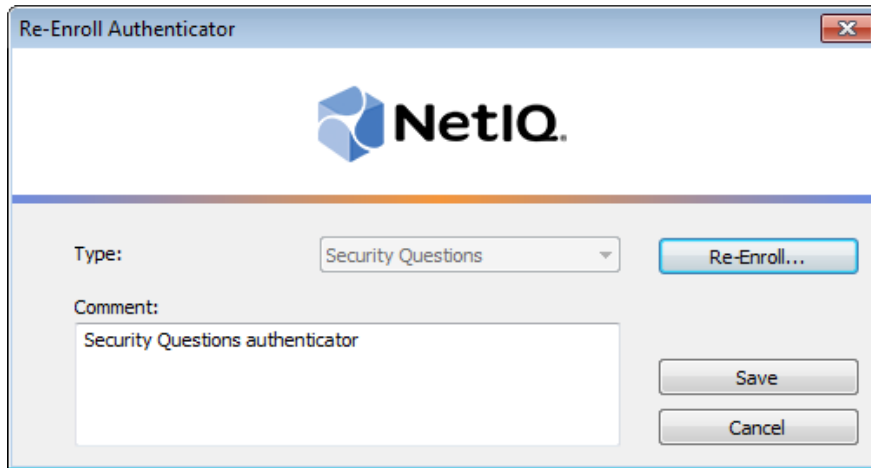 Re-Enroll Authenticator
NetIQ.
Type:
Security Questions
Re-Enroll...
Comment:
Security Questions authenticator
Save
Cancel